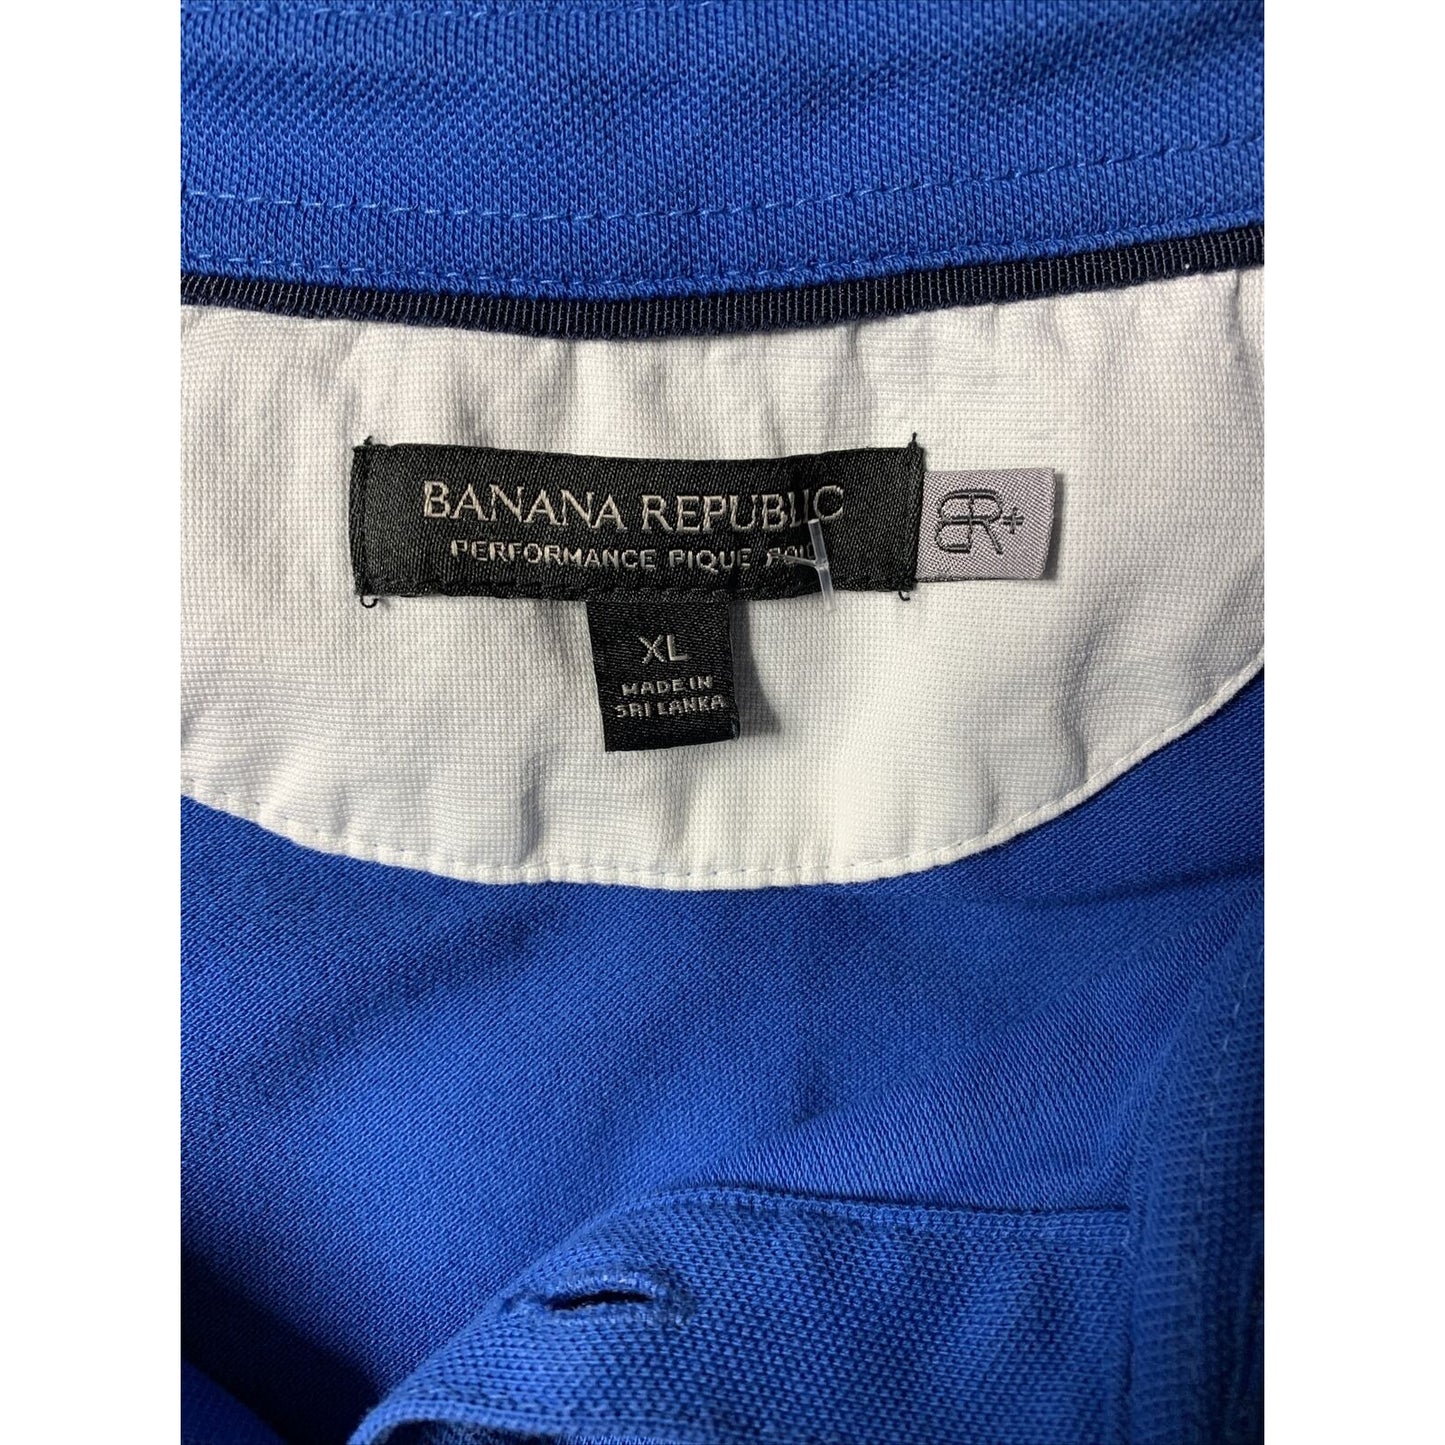 BANANA REPUBLIC
PERFORMANCE PIQUE
BR+
XL
MADE IN
SRI LANKA